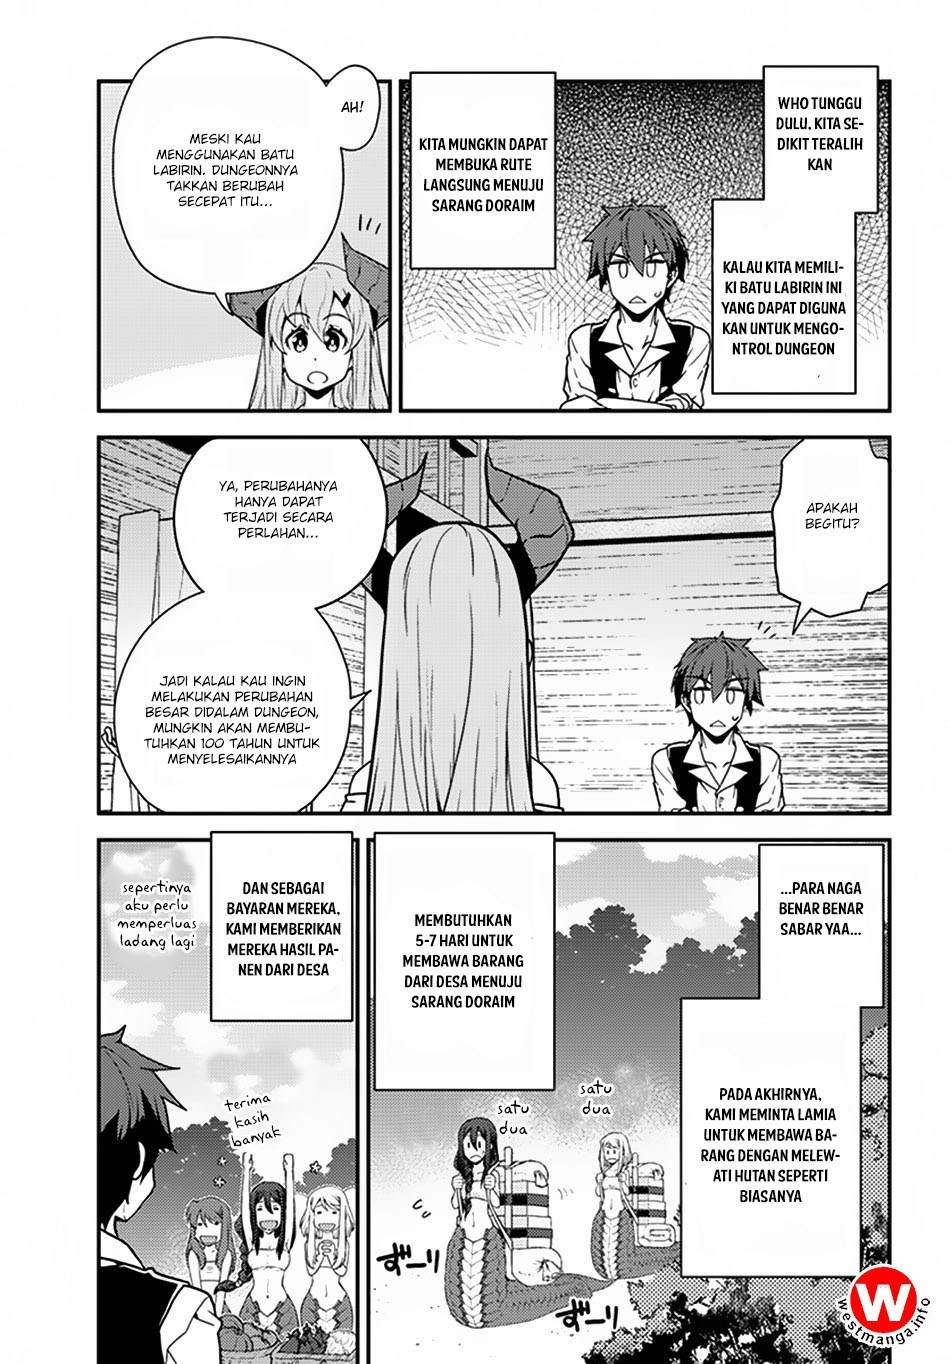 WHO TUNGGU
DULU, KITA SE-
DIKIT TERALIH
KAN
KALAU KITA MEMILI-
KI BATU LABIRIN INI
YANG DAPAT DIGUNA
KAN UNTUK MENGO-
NTROL DUNGEON
KITA MUNGKIN DAPAT
MEMBUKA RUTE
LANGSUNG MENUJU
SARANG DORAIM
AH!
MESKI KAU
MENGGUNAKAN BATU
LABIRIN. DUNGEONNYA
TAKKAN BERUBAH
SECEPAT ITU...
APAKAH
BEGITU?
YA, PERUBAHANYA
HANYA DAPAT
TERJADI SECARA
PERLAHAN...
JADI KALAU KAU INGIN
MELAKUKAN PERUBAHAN
BESAR DIDALAM DUNGEON,
MUNGKIN AKAN MEMBU-
TUHKAN 100 TAHUN UNTUK
MENYELESAIKANNYA
...PARA NAGA
BENAR BENAR
SABAR YAA...
PADA AKHIRNYA,
KAMI MEMINTA LAMIA
UNTUK MEMBAWA BA-
RANG DENGAN MELEW-
ATI HUTAN SEPERTI
BIASANYA
MEMBUTUHKAN
5-7 HARI UNTUK
MEMBAWA BARANG
DARI DESA MENUJU
SARANG DORAIM
satu
dua
satu
dua
ずーり
ずーり
DAN SEBAGAI
BAYARAN MEREKA,
KAMI MEMBERIKAN
MEREKA HASIL PA-
NEN DARI DESA
sepertinya
aku perlu
memperluas
ladang lagi
terima
kasih
banyak
W
westmanga.info